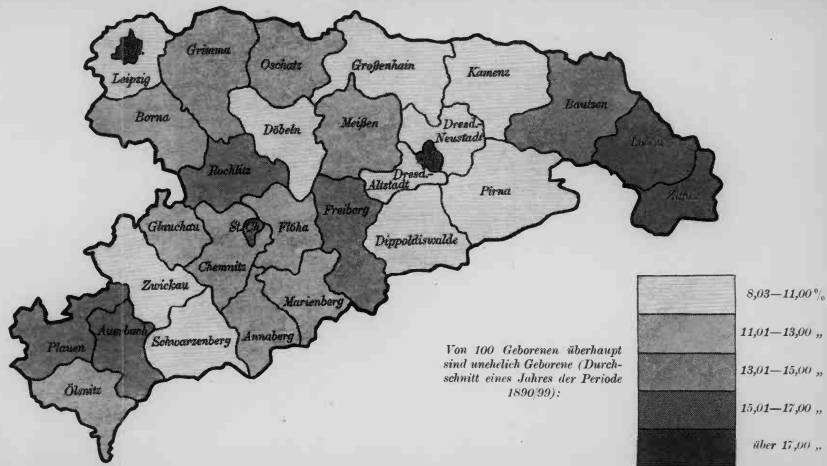 Leipzig
Grimma
Oschatz
Großenhain
Kamenz
Borna
Döbeln
Meißen
Dresd.-
Neustadt
Bautzen
Löbau
Zittau
Rochlitz
Dresd.-
Altstadt
Pirna
Freiberg
Dippoldiswalde
Glauchau
St. Ch.
Flöha
Chemnitz
Zwickau
Marienberg
Annaberg
Schwarzenberg
Auerbach
Plauen
Ölsnitz
Von 100 Geborenen überhaupt
sind unehelich Geborene (Durch-
schnitt eines Jahres der Periode
1890/99):
8,03—11,00 %
11,01—13,00 „
13,01—15,00 „
15,01—17,00 „
über 17,00 „